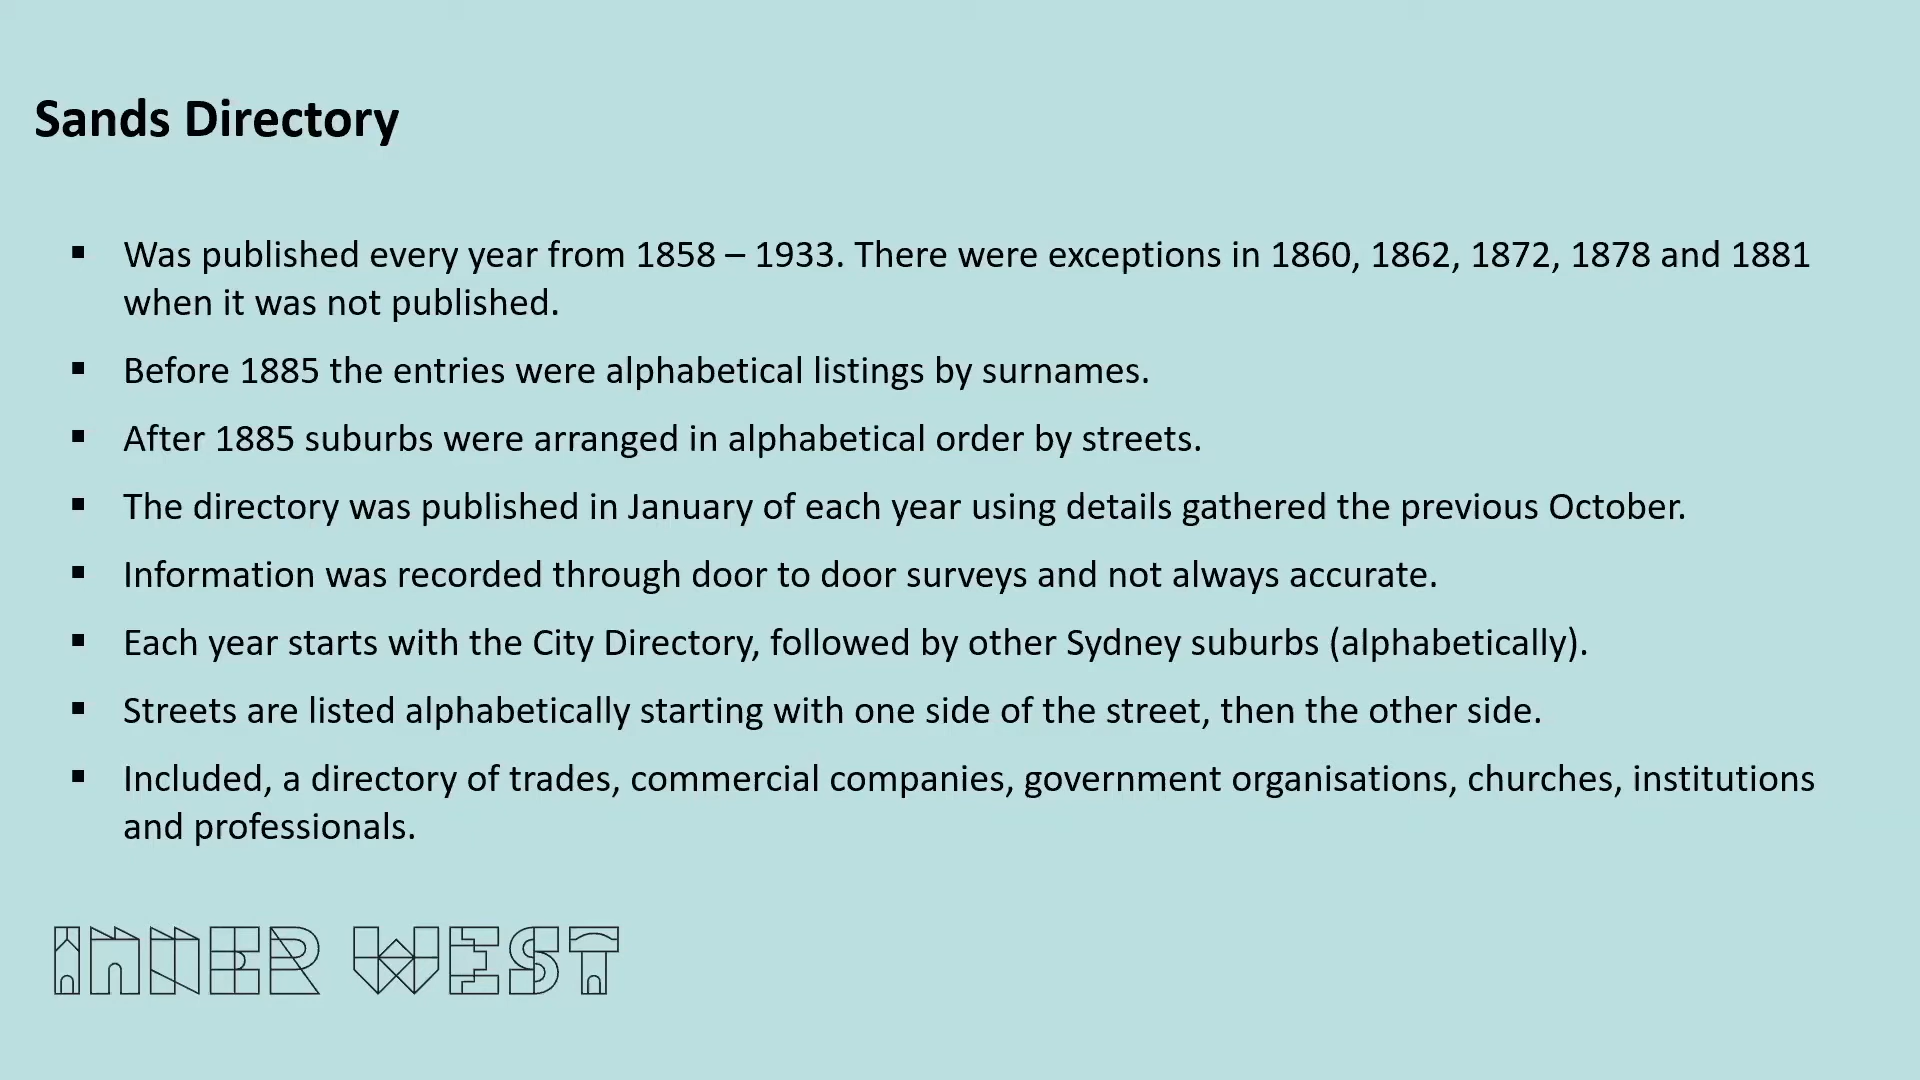 Sands Directory
▪ Was published every year from 1858 – 1933. There were exceptions in 1860, 1862, 1872, 1878 and 1881
when it was not published.
▪ Before 1885 the entries were alphabetical listings by surnames.
▪ After 1885 suburbs were arranged in alphabetical order by streets.
▪ The directory was published in January of each year using details gathered the previous October.
▪ Information was recorded through door to door surveys and not always accurate.
▪ Each year starts with the City Directory, followed by other Sydney suburbs (alphabetically).
▪ Streets are listed alphabetically starting with one side of the street, then the other side.
▪ Included, a directory of trades, commercial companies, government organisations, churches, institutions
and professionals.
INNER WEST